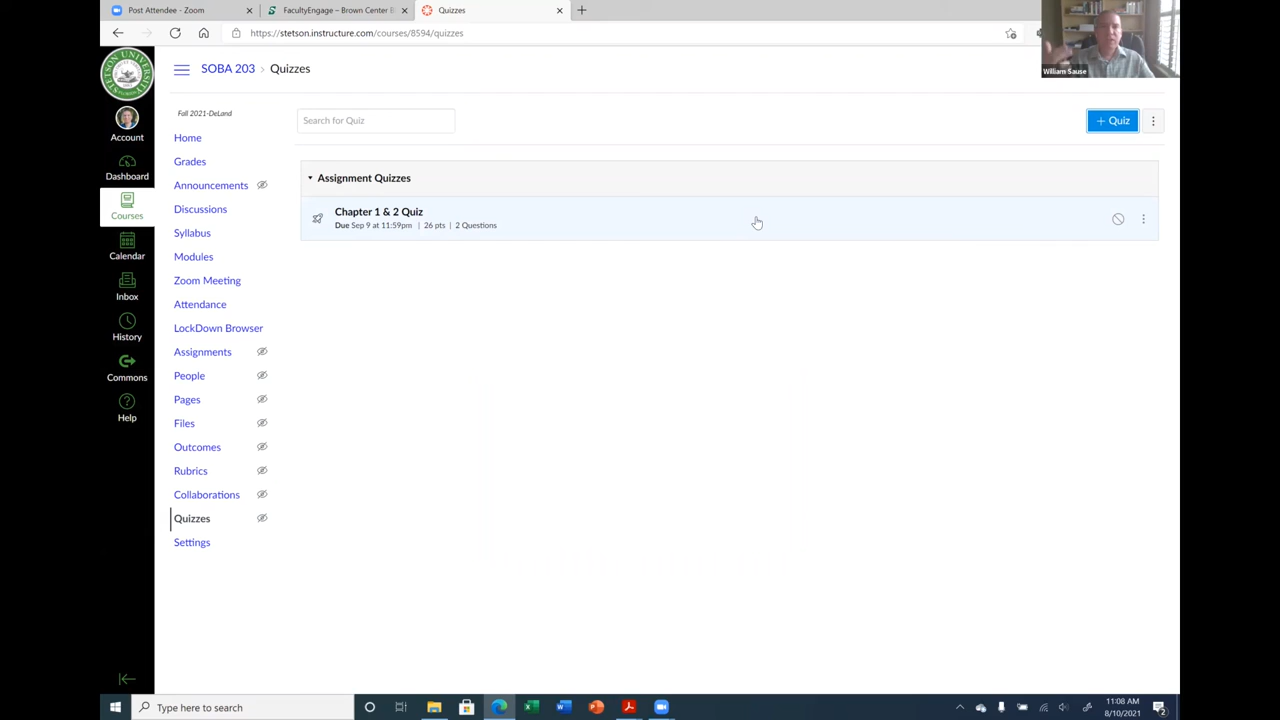 Post Attendee - Zoom
FacultyEngage – Brown Center
Quizzes
https://stetson.instructure.com/courses/8594/quizzes
William Sause
STETSON UNIVERSITY
SOBA 203 > Quizzes
Account
Dashboard
Courses
Calendar
Inbox
History
Commons
Help
Fall 2021-DeLand
Home
Grades
Announcements
Discussions
Syllabus
Modules
Zoom Meeting
Attendance
LockDown Browser
Assignments
People
Pages
Files
Outcomes
Rubrics
Collaborations
Quizzes
Settings
Search for Quiz
+ Quiz
Assignment Quizzes
Chapter 1 & 2 Quiz
Due Sep 9 at 11:59pm | 26 pts | 2 Questions
Type here to search
11:08 AM
8/10/2021
2